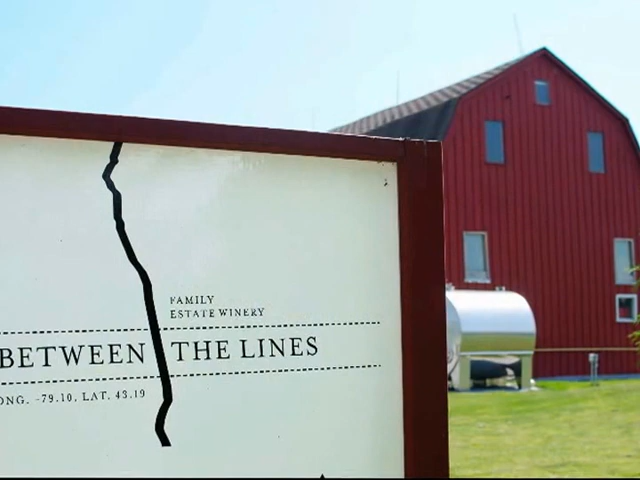 FAMILY
ESTATE WINERY
BETWEEN THE LINES
ONG. -79.10, LAT. 43.19